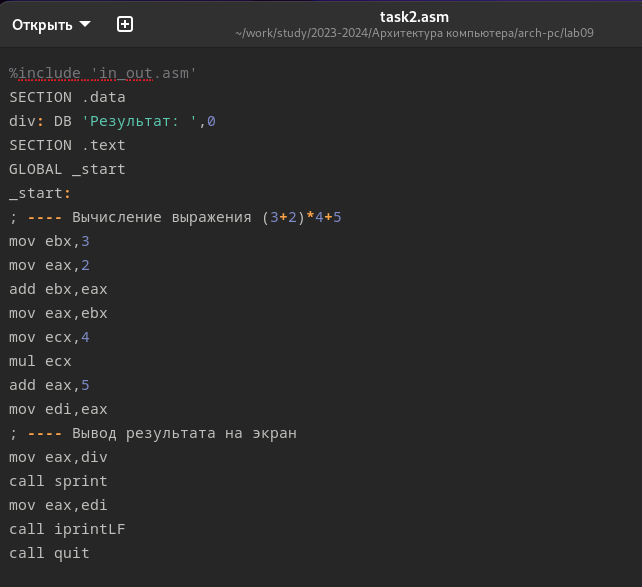 Открыть
task2.asm
~/work/study/2023-2024/Архитектура компьютера/arch-pc/lab09
%include 'in_out.asm'
SECTION .data
div: DB 'Результат: ',0
SECTION .text
GLOBAL _start
_start:
; ---- Вычисление выражения (3+2)*4+5
mov ebx,3
mov eax,2
add ebx,eax
mov eax,ebx
mov ecx,4
mul ecx
add eax,5
mov edi,eax
; ---- Вывод результата на экран
mov eax,div
call sprint
mov eax,edi
call iprintLF
call quit